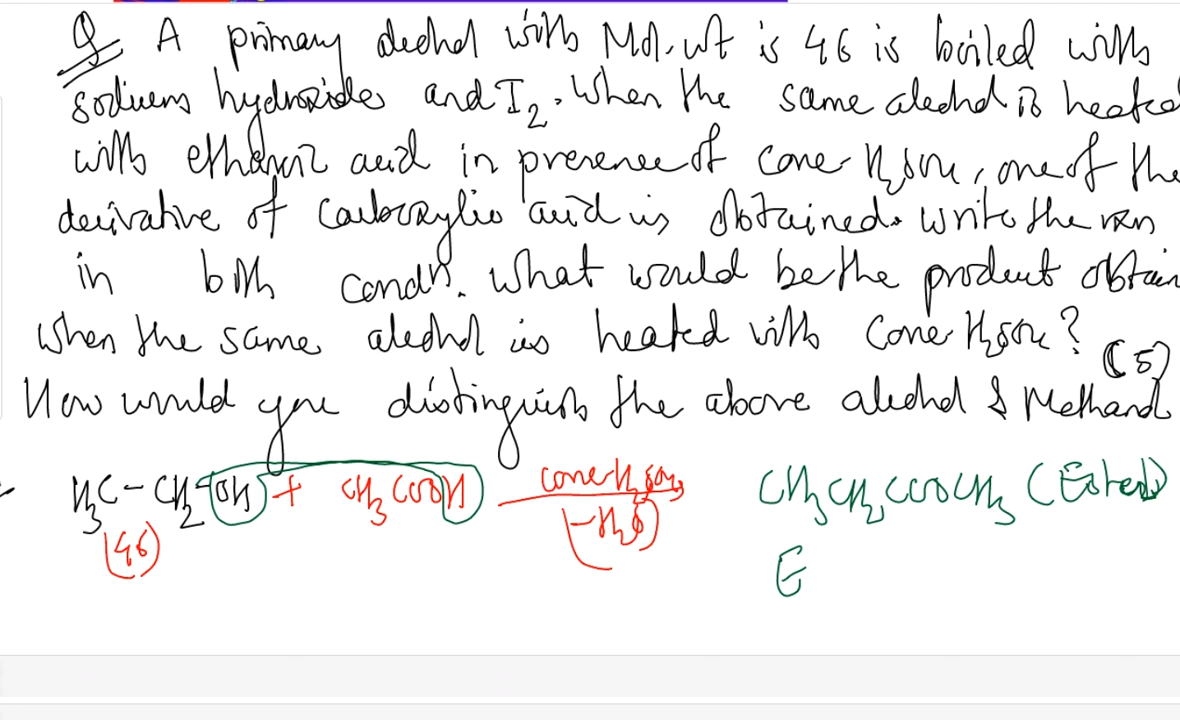 Q A primary alcohol with Mol. wt is 46 is boiled with
sodium hydroxides and I2. When the same alcohol is heated
with ethanoic acid in presence of conc H2SO4, one of the
derivative of carboxylic acid is obtained. write the rxn
in both condn. What would be the product obtain
when the same alcohol is heated with conc H2SO4?
(5)
How would you distinguish the above alcohol & Methanol
H3C-CH2-OH + CH3COOH conc H2SO4 -H2O CH3CH2COOCH3 (Ester)
(46)
E